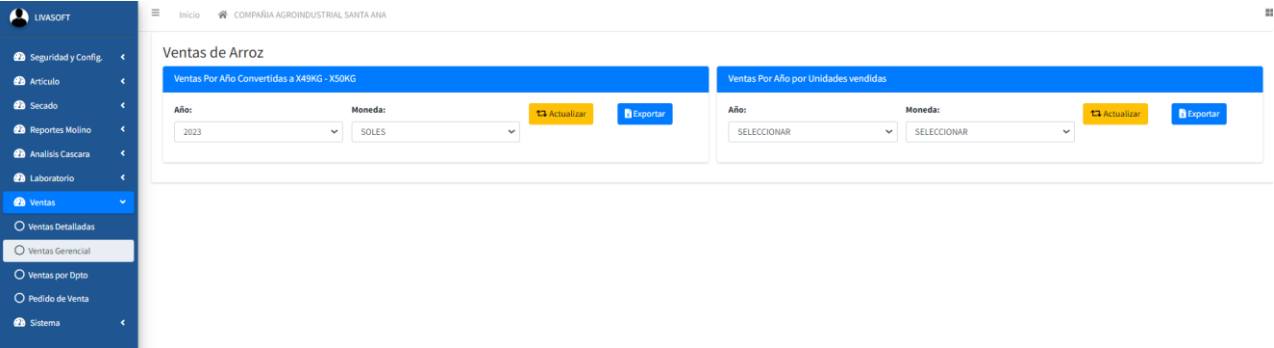 LIVASOFT
Inicio COMPAÑIA AGROINDUSTRIAL SANTA ANA
Seguridad y Config.
Articulo
Secado
Reportes Molino
Analisis Cascara
Laboratorio
Ventas
Ventas Detalladas
Ventas Gerencial
Ventas por Dpto
Pedido de Venta
Sistema
Ventas de Arroz
Ventas Por Año Convertidas a X49KG - X50KG
Año: Moneda:
2023 SOLES Actualizar Exportar
Ventas Por Año por Unidades vendidas
Año: Moneda:
SELECCIONAR SELECCIONAR Actualizar Exportar